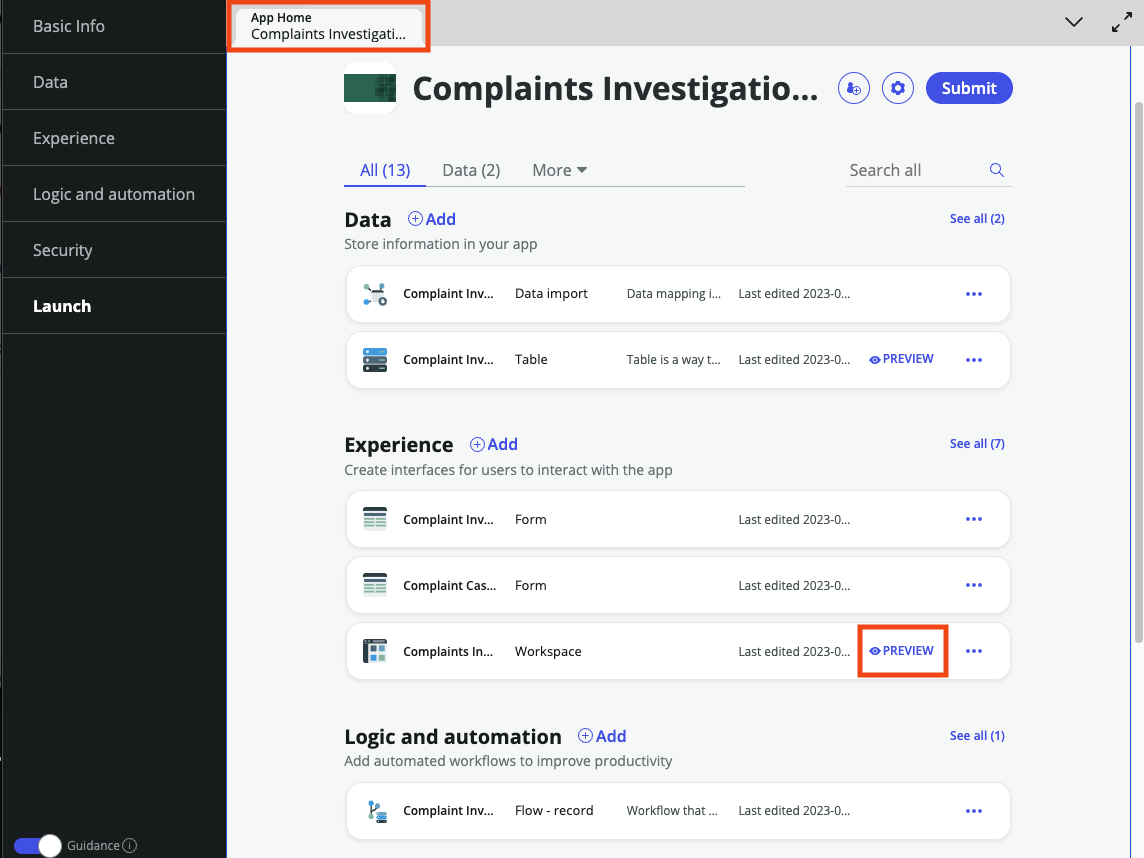 Basic Info
Data
Experience
Logic and automation
Security
Launch
Guidance
App Home
Complaints Investigati...
Complaints Investigatio...
Submit
All (13)
Data (2)
More
Search all
Data
Add
See all (2)
Store information in your app
Complaint Inv...
Data import
Data mapping i...
Last edited 2023-0...
Complaint Inv...
Table
Table is a way t...
Last edited 2023-0...
PREVIEW
Experience
Add
See all (7)
Create interfaces for users to interact with the app
Complaint Inv...
Form
Last edited 2023-0...
Complaint Cas...
Form
Last edited 2023-0...
Complaints In...
Workspace
Last edited 2023-0...
PREVIEW
Logic and automation
Add
See all (1)
Add automated workflows to improve productivity
Complaint Inv...
Flow - record
Workflow that ...
Last edited 2023-0...